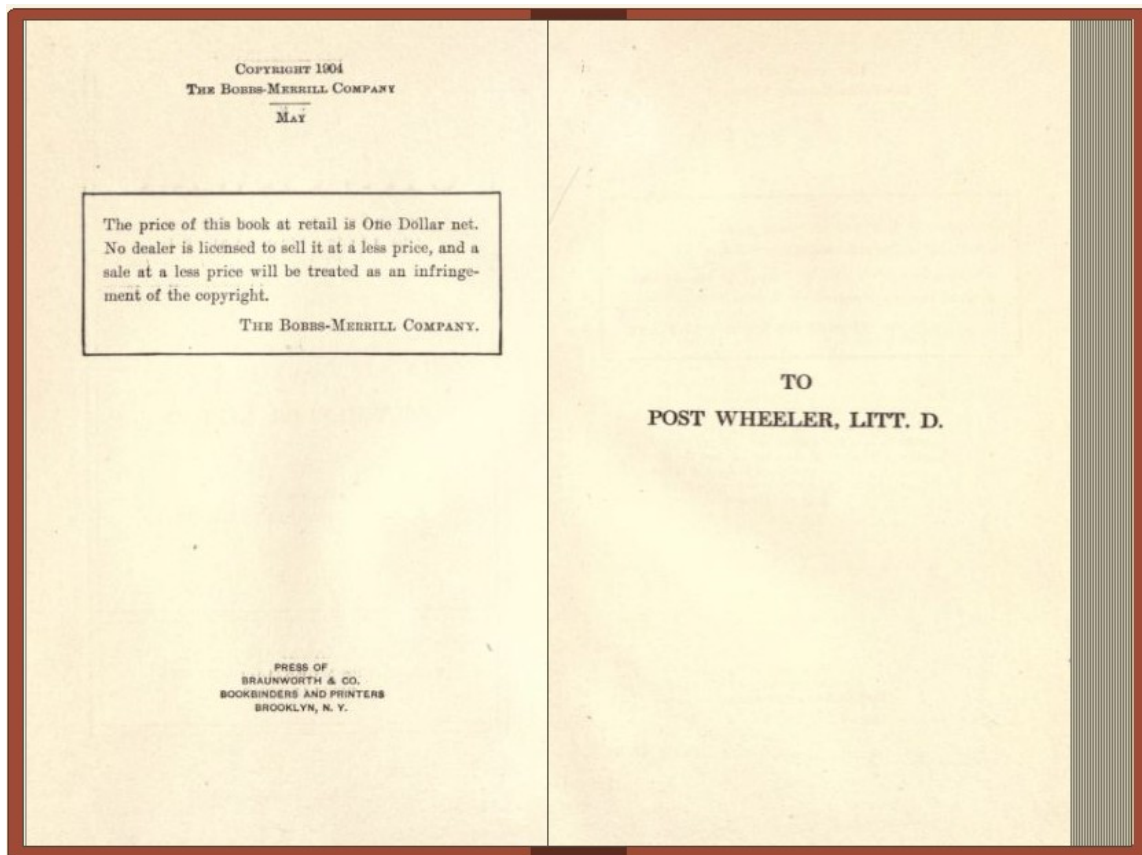 COPYRIGHT 1904
THE BOBBS-MERRILL COMPANY
MAY
The price of this book at retail is One Dollar net.
No dealer is licensed to sell it at a less price, and a
sale at a less price will be treated as an infringe-
ment of the copyright.
THE BOBBS-MERRILL COMPANY.
PRESS OF
BRAUNWORTH & CO.
BOOKBINDERS AND PRINTERS
BROOKLYN, N. Y.
TO
POST WHEELER, LITT. D.